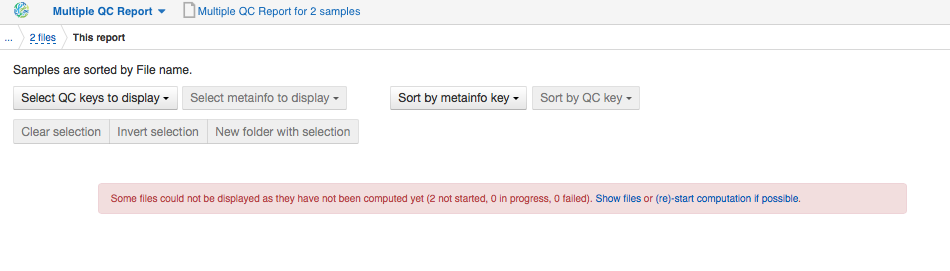 Multiple QC Report Multiple QC Report for 2 samples
... 2 files This report
Samples are sorted by File name.
Select QC keys to display Select metainfo to display Sort by metainfo key Sort by QC key
Clear selection Invert selection New folder with selection
Some files could not be displayed as they have not been computed yet (2 not started, 0 in progress, 0 failed). Show files or (re)-start computation if possible.